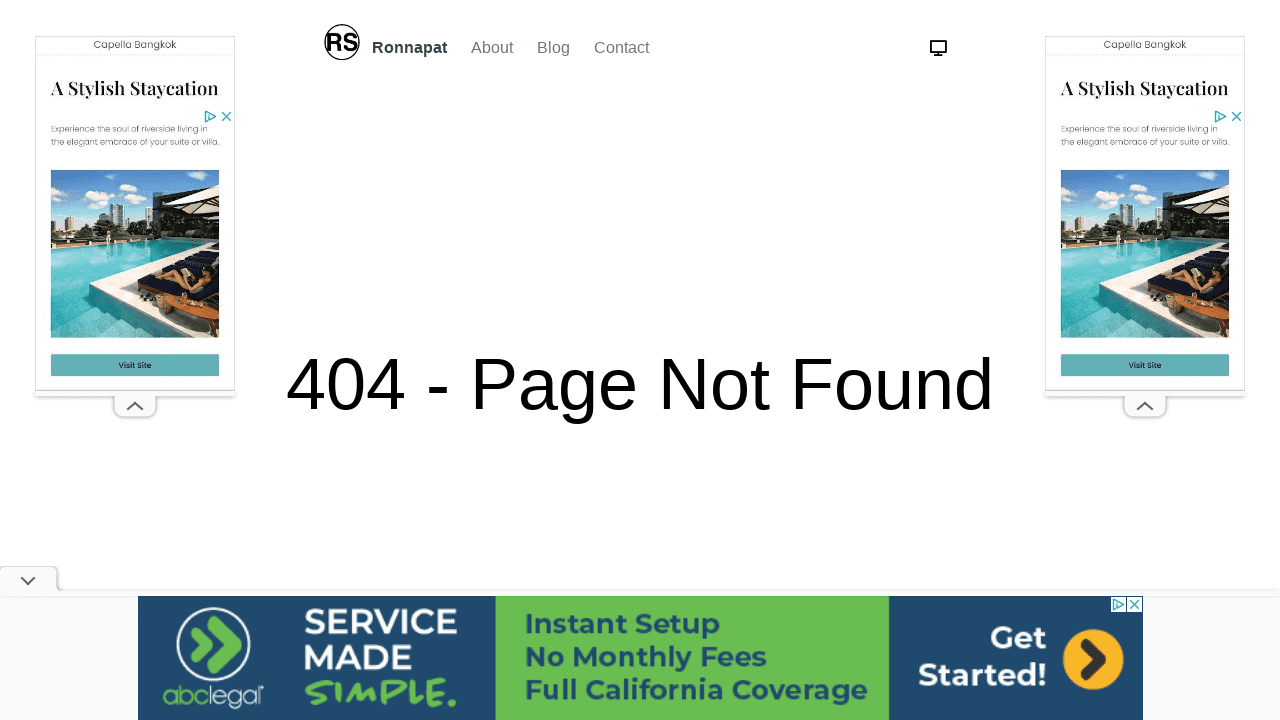 RS
Ronnapat About Blog Contact
Capella Bangkok
A Stylish Staycation
Experience the soul of riverside living in
the elegant embrace of your suite or villa.
Visit Site
Capella Bangkok
A Stylish Staycation
Experience the soul of riverside living in
the elegant embrace of your suite or villa.
Visit Site
404 - Page Not Found
abclegal
SERVICE
MADE
SIMPLE.
Instant Setup
No Monthly Fees
Full California Coverage
Get
Started!